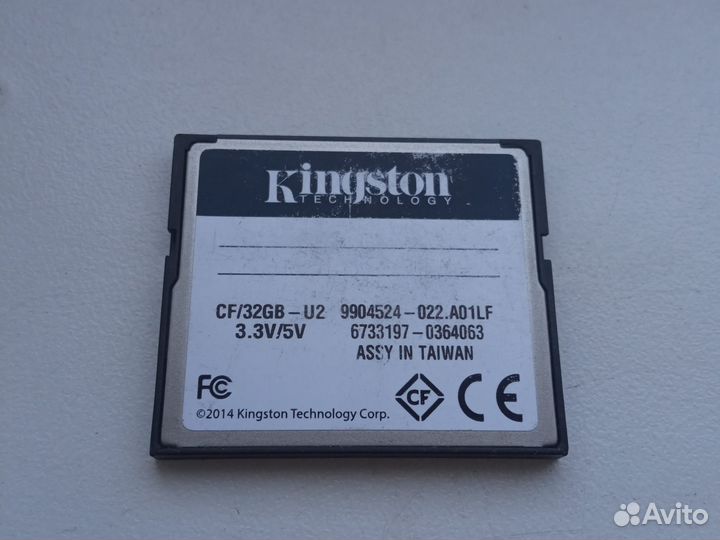 Kingston
TECHNOLOGY
CF/32GB-U2 9904524-022.A01LF
3.3V/5V 6733197-0364063
ASSY IN TAIWAN
FC CF CE
©2014 Kingston Technology Corp.
Avito